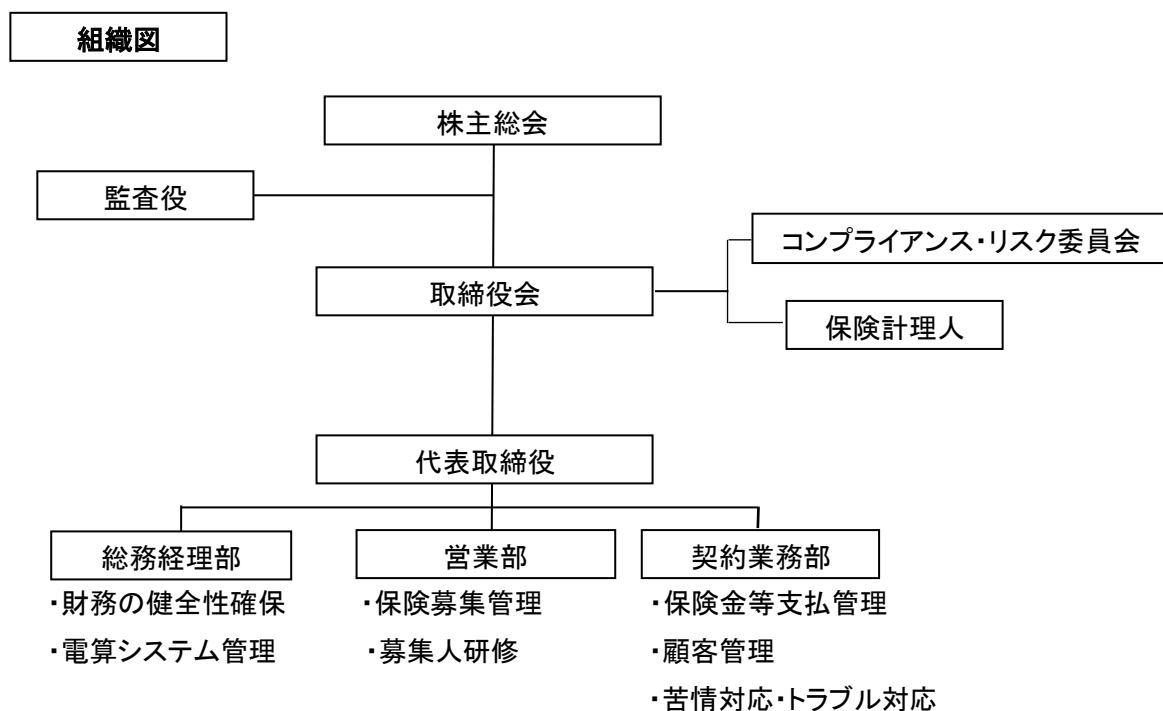 組織図
株主総会
監査役
コンプライアンス・リスク委員会
取締役会
保険計理人
代表取締役
総務経理部
・財務の健全性確保
・電算システム管理
営業部
・保険募集管理
・募集人研修
契約業務部
・保険金等支払管理
・顧客管理
・苦情対応・トラブル対応